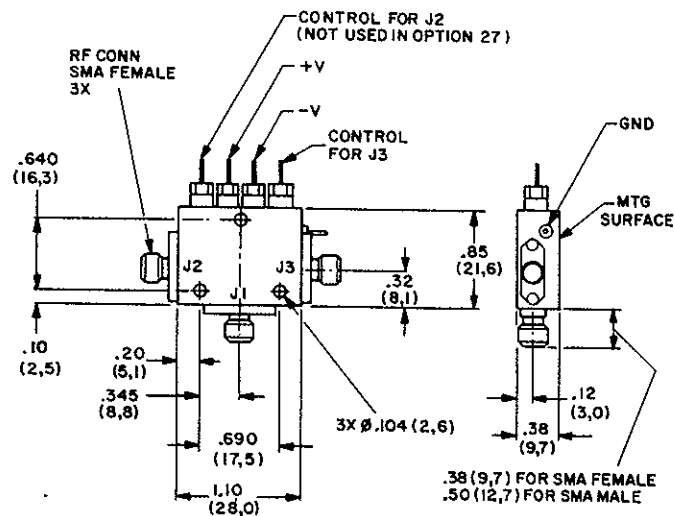 CONTROL FOR J2
(NOT USED IN OPTION 27)
RF CONN
SMA FEMALE
3X
+V
-V
CONTROL
FOR J3
GND
MTG
SURFACE
.640
(16,3)
J2
J3
J1
.85
(21,6)
.32
(8,1)
.10
(2,5)
.20
(5,1)
.345
(8,8)
3X Ø.104 (2,6)
.690
(17,5)
1.10
(28,0)
.12
(3,0)
.38
(9,7)
.38(9,7) FOR SMA FEMALE
.50(12,7) FOR SMA MALE